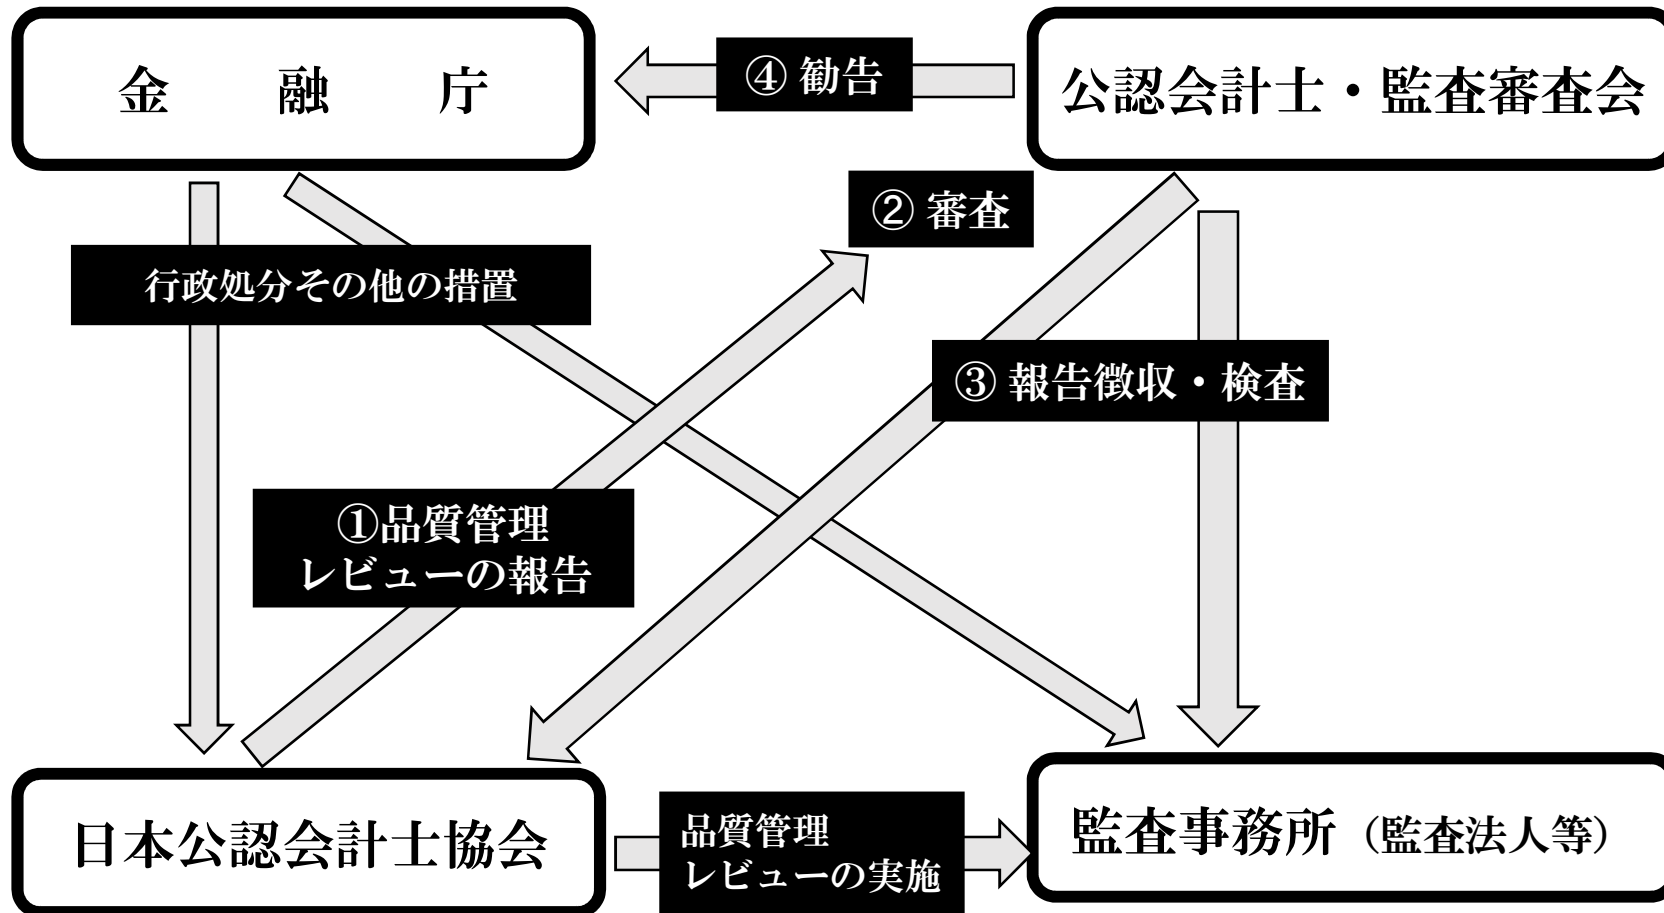 金融庁
④ 勧告
公認会計士・監査審査会
② 審査
行政処分その他の措置
③ 報告徴収・検査
①品質管理
レビューの報告
日本公認会計士協会
品質管理
レビューの実施
監査事務所（監査法人等）